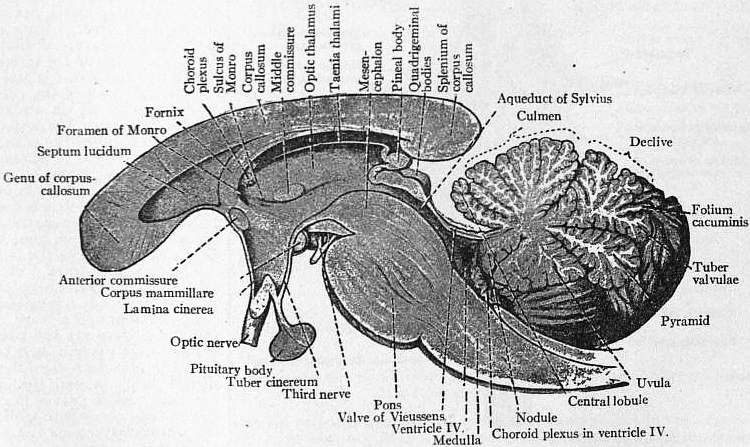 Choroid
plexus
Sulcus of
Monro
Corpus
callosum
Middle
commissure
Optic thalamus
Taenia thalami
Mesen-
cephalon
Pineal body
Quadrigeminal
bodies
Splenium of
corpus
callosum
Fornix
Foramen of Monro
Septum lucidum
Genu of corpus-
callosum
Aqueduct of Sylvius
Culmen
Declive
Folium
cacuminis
Tuber
valvulae
Pyramid
Uvula
Central lobule
Nodule
Choroid plexus in ventricle IV.
Anterior commissure
Corpus mammillare
Lamina cinerea
Optic nerve
Pituitary body
Tuber cinereum
Third nerve
Pons
Valve of Vieussens
Ventricle IV.
Medulla